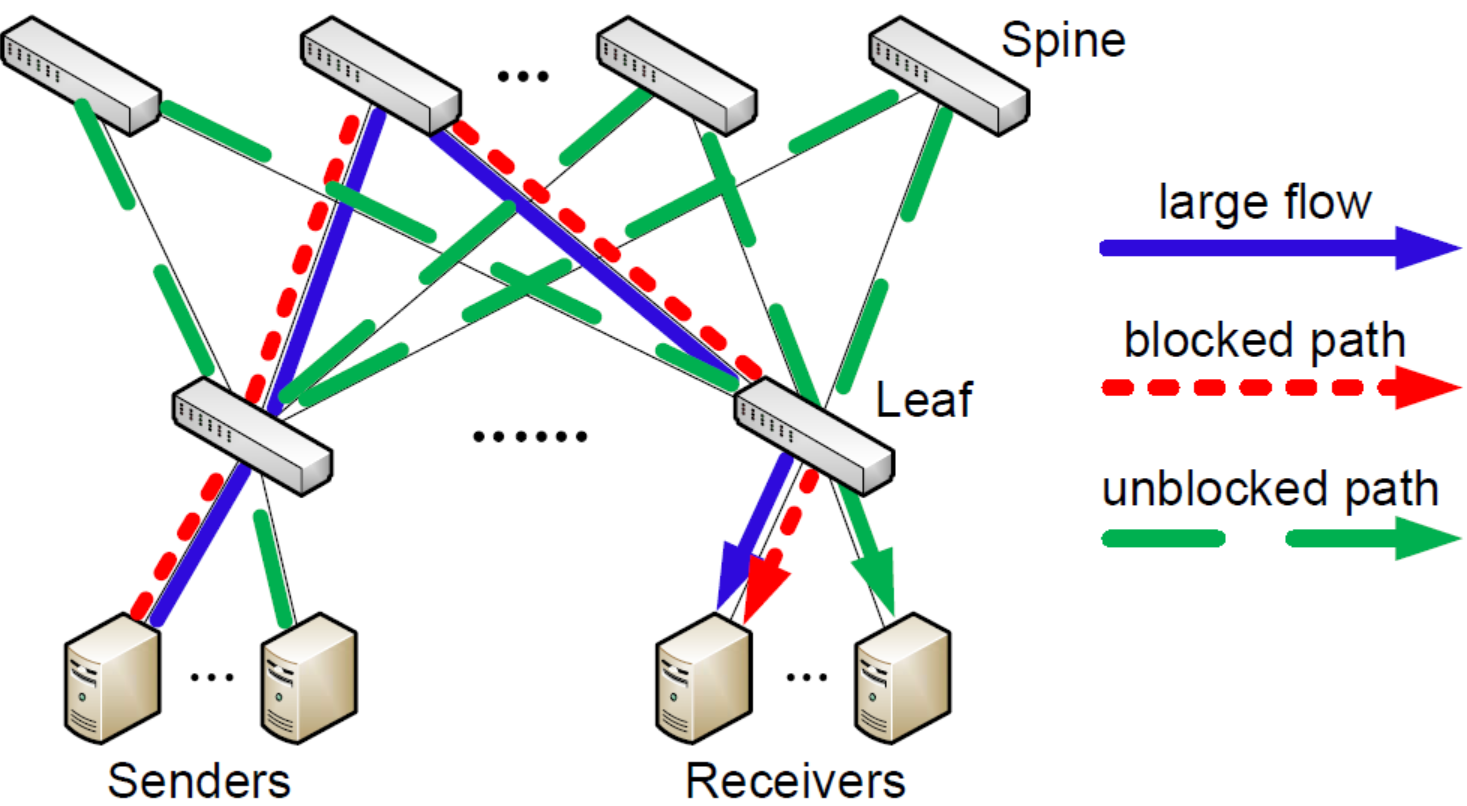 Spine
large flow
blocked path
Leaf
unblocked path
Senders
Receivers